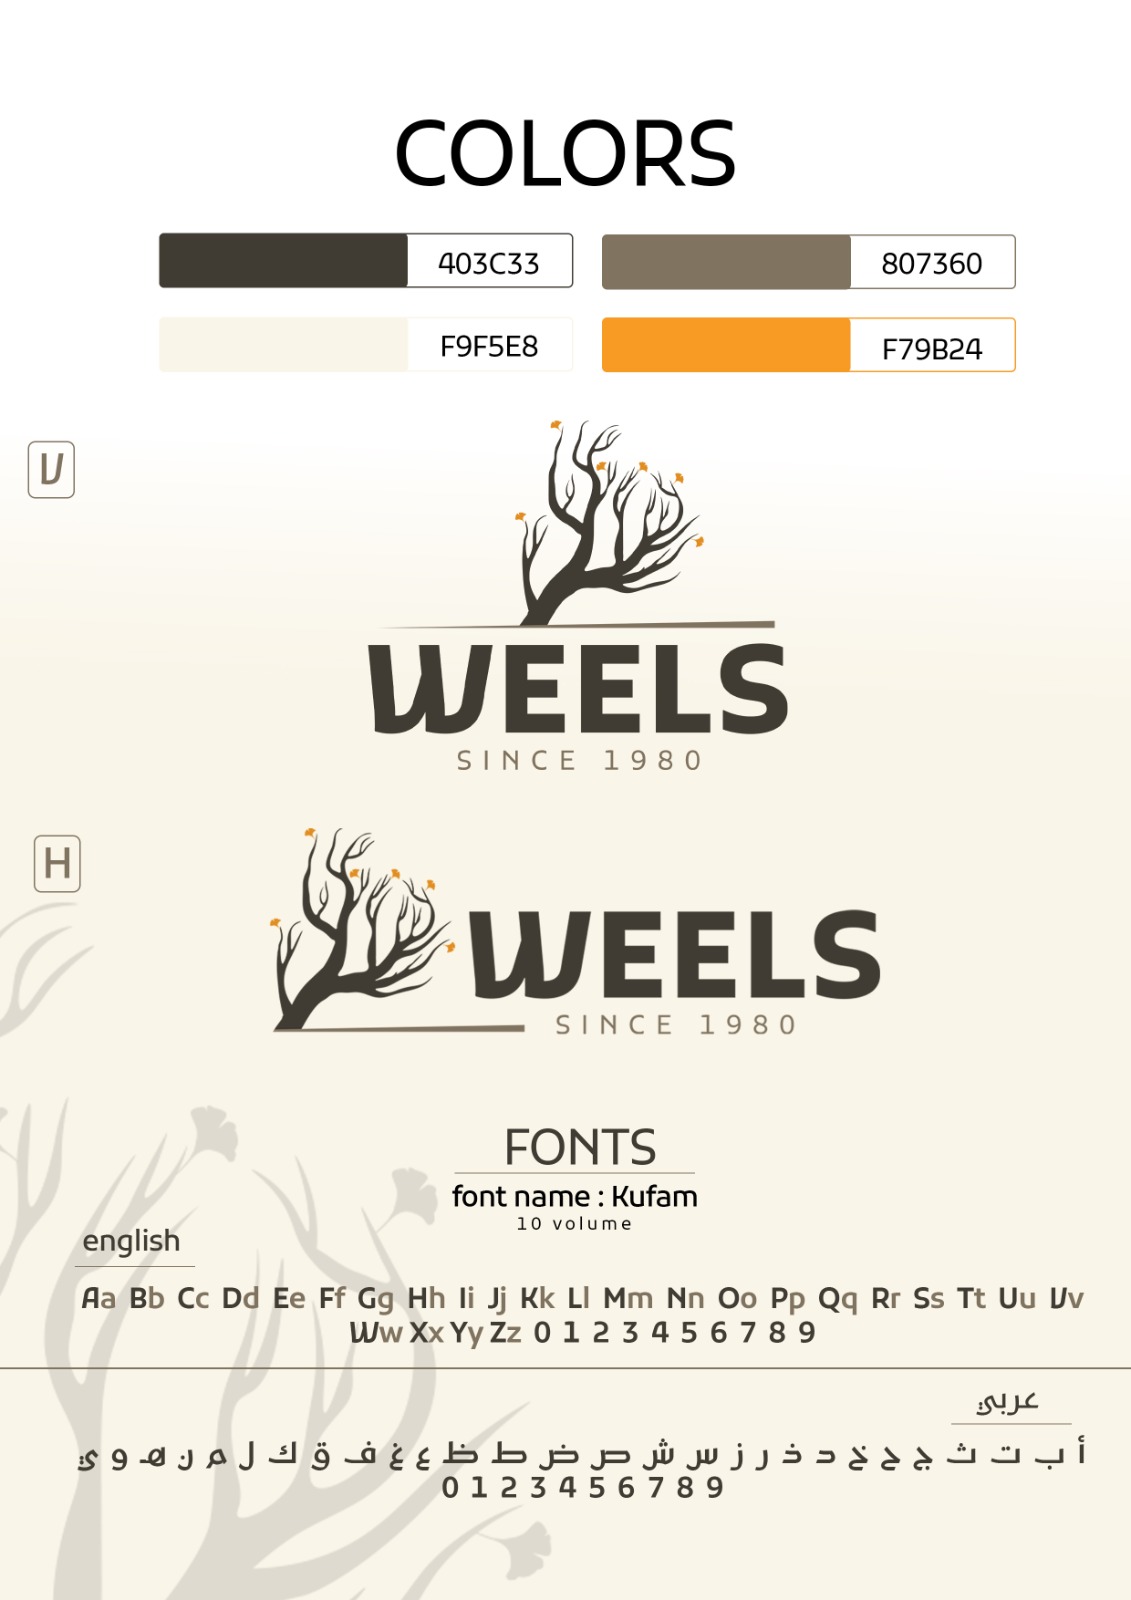 COLORS
403C33 807360
F9F5E8 F79B24
V
WEELS
SINCE 1980
H
WEELS
SINCE 1980
FONTS
font name : Kufam
10 volume
english
Aa Bb Cc Dd Ee Ff Gg Hh Ii Jj Kk Ll Mm Nn Oo Pp Qq Rr Ss Tt Uu Vv
Ww Xx Yy Zz 0 1 2 3 4 5 6 7 8 9
عربي
أ ب ت ث ج ح خ د ذ ر ز س ش ص ض ط ظ ع غ ف ق ك ل م ن ه و ي
0 1 2 3 4 5 6 7 8 9